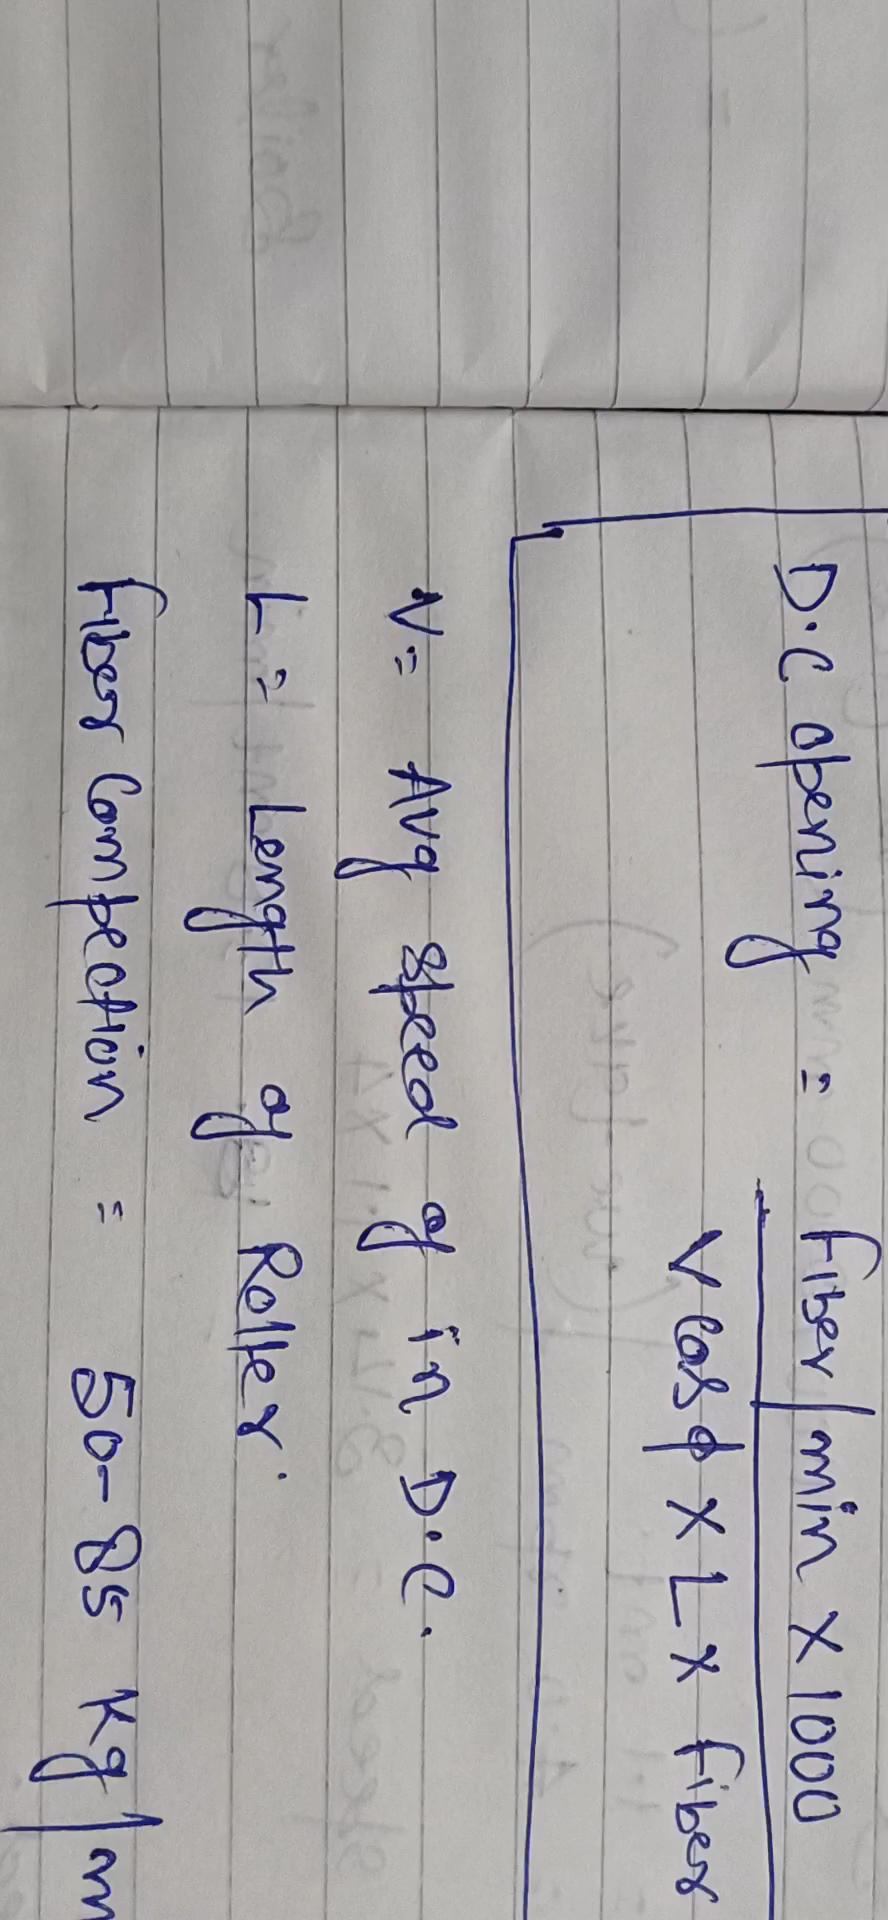 D.C opening = Fiber/min × 1000
V Cos ϕ × L × Fiber
V = Avg speed of in D.C.
L = Length of Roller.
Fiber Compection = 50-85 Kg/m